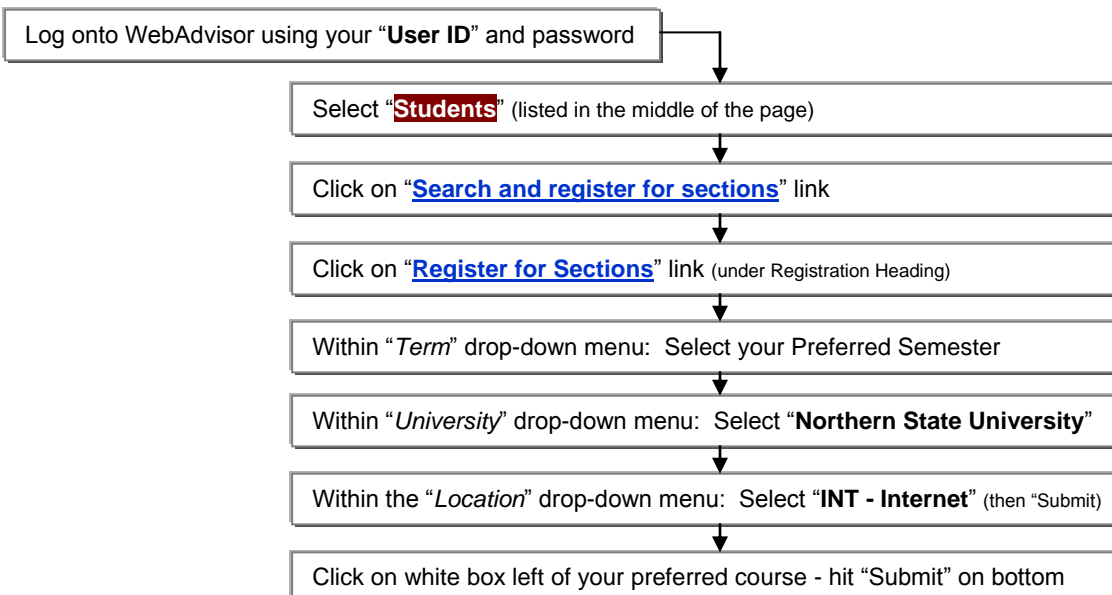 Log onto WebAdvisor using your “User ID” and password
Select “Students” (listed in the middle of the page)
Click on “Search and register for sections” link
Click on “Register for Sections” link (under Registration Heading)
Within “Term” drop-down menu:  Select your Preferred Semester
Within “University” drop-down menu:  Select “Northern State University”
Within the “Location” drop-down menu:  Select “INT - Internet” (then “Submit)
Click on white box left of your preferred course - hit “Submit” on bottom